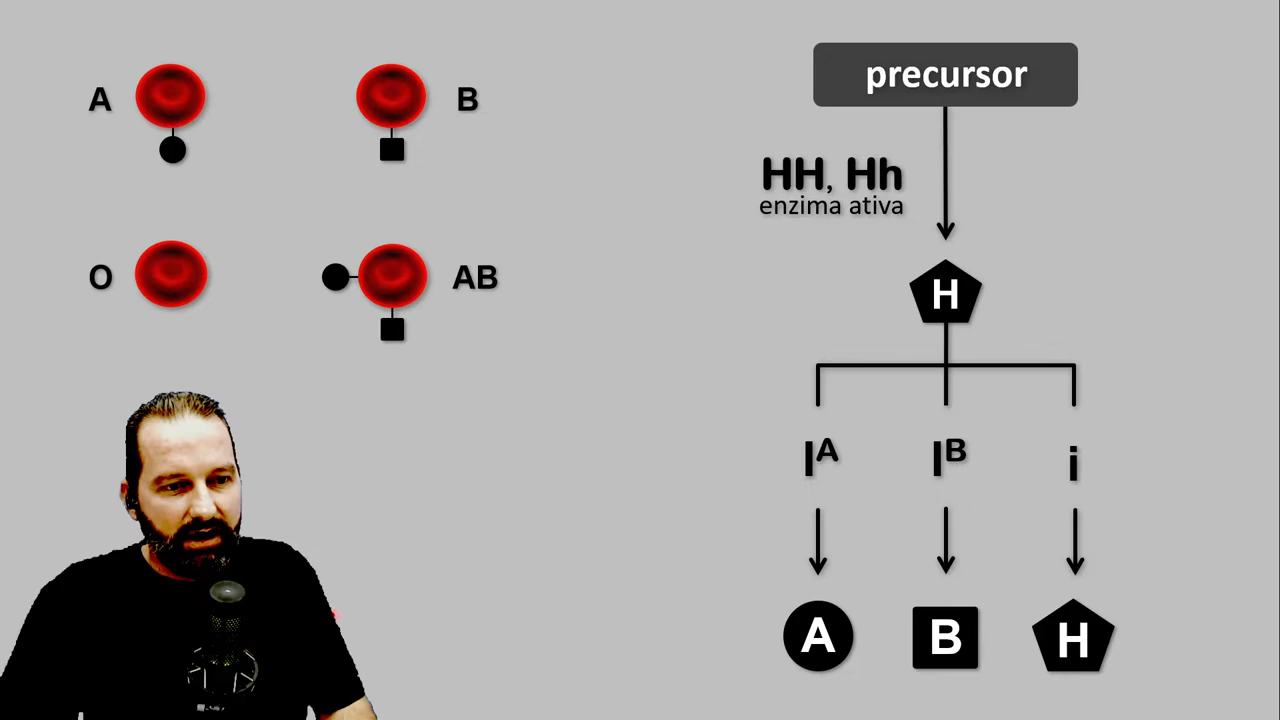 A
B
O
AB
precursor
HH, Hh
enzima ativa
H
Iᴬ
Iᴮ
i
A
B
H